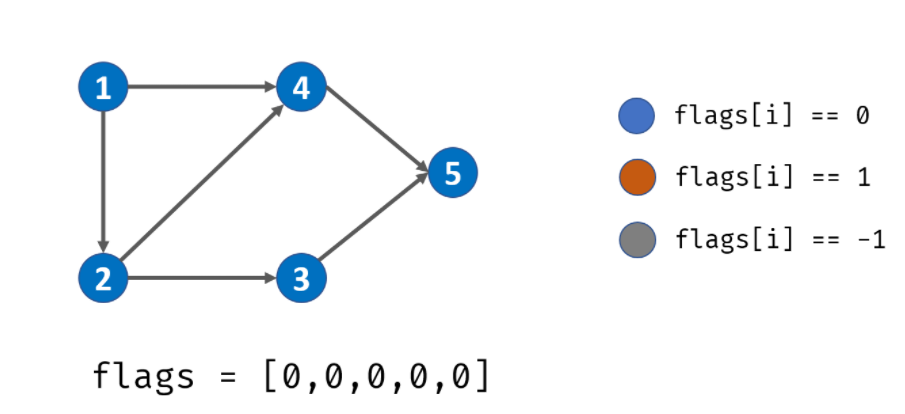 1
4
flags[i] == 0
flags[i] == 1
5
flags[i] == -1
2
3
flags = [0,0,0,0,0]